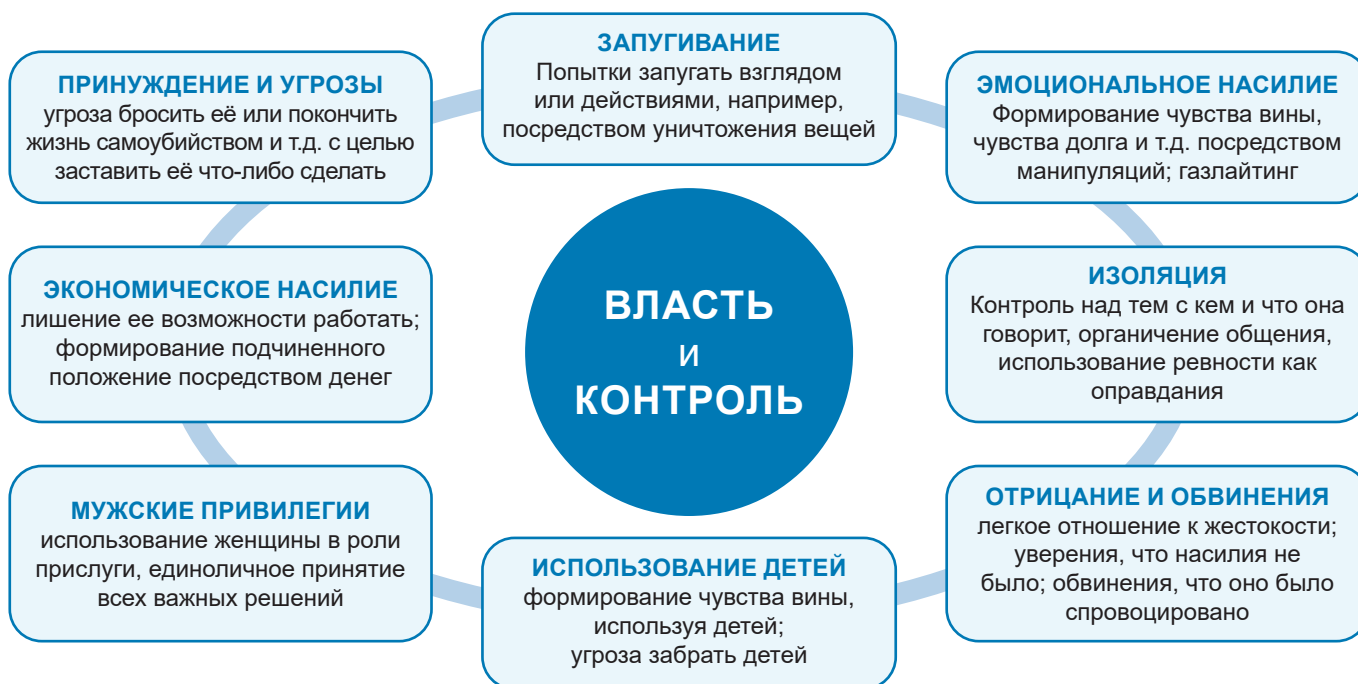 ЗАПУГИВАНИЕ
Попытки запугать взглядом
или действиями, например,
посредством уничтожения вещей
ПРИНУЖДЕНИЕ И УГРОЗЫ
угроза бросить её или покончить
жизнь самоубийством и т.д. с целью
заставить её что-либо сделать
ЭМОЦИОНАЛЬНОЕ НАСИЛИЕ
Формирование чувства вины,
чувства долга и т.д. посредством
манипуляций; газлайтинг
ЭКОНОМИЧЕСКОЕ НАСИЛИЕ
лишение ее возможности работать;
формирование подчиненного
положение посредством денег
ВЛАСТЬ
и
КОНТРОЛЬ
ИЗОЛЯЦИЯ
Контроль над тем с кем и что она
говорит, органичение общения,
использование ревности как
оправдания
МУЖСКИЕ ПРИВИЛЕГИИ
использование женщины в роли
прислуги, единоличное принятие
всех важных решений
ИСПОЛЬЗОВАНИЕ ДЕТЕЙ
формирование чувства вины,
используя детей;
угроза забрать детей
ОТРИЦАНИЕ И ОБВИНЕНИЯ
легкое отношение к жестокости;
уверения, что насилия не
было; обвинения, что оно было
спровоцировано